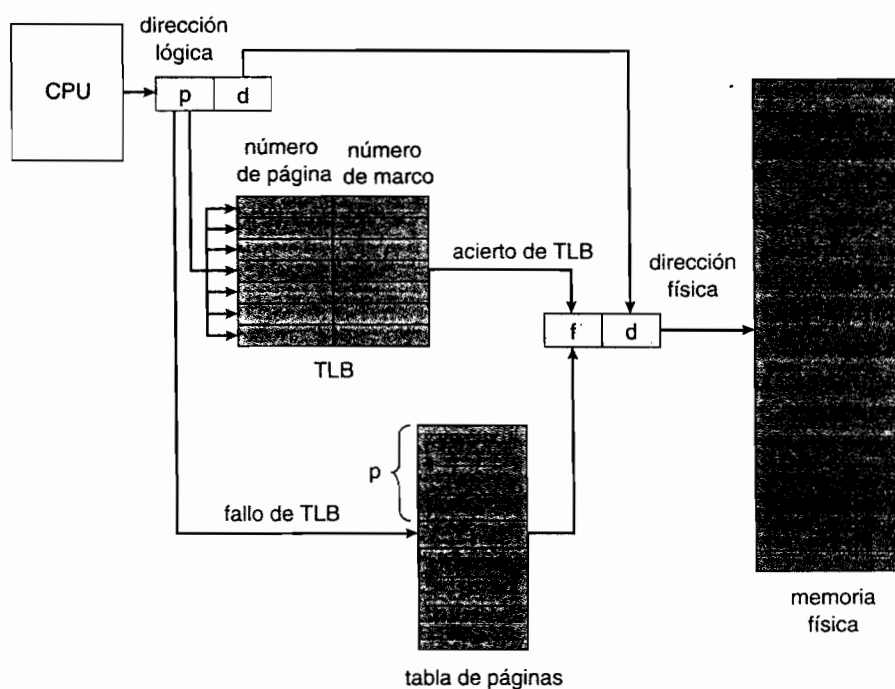 dirección
lógica
CPU
p d
número
de página
número
de marco
acierto de TLB
dirección
física
f d
TLB
p
fallo de TLB
memoria
física
tabla de páginas